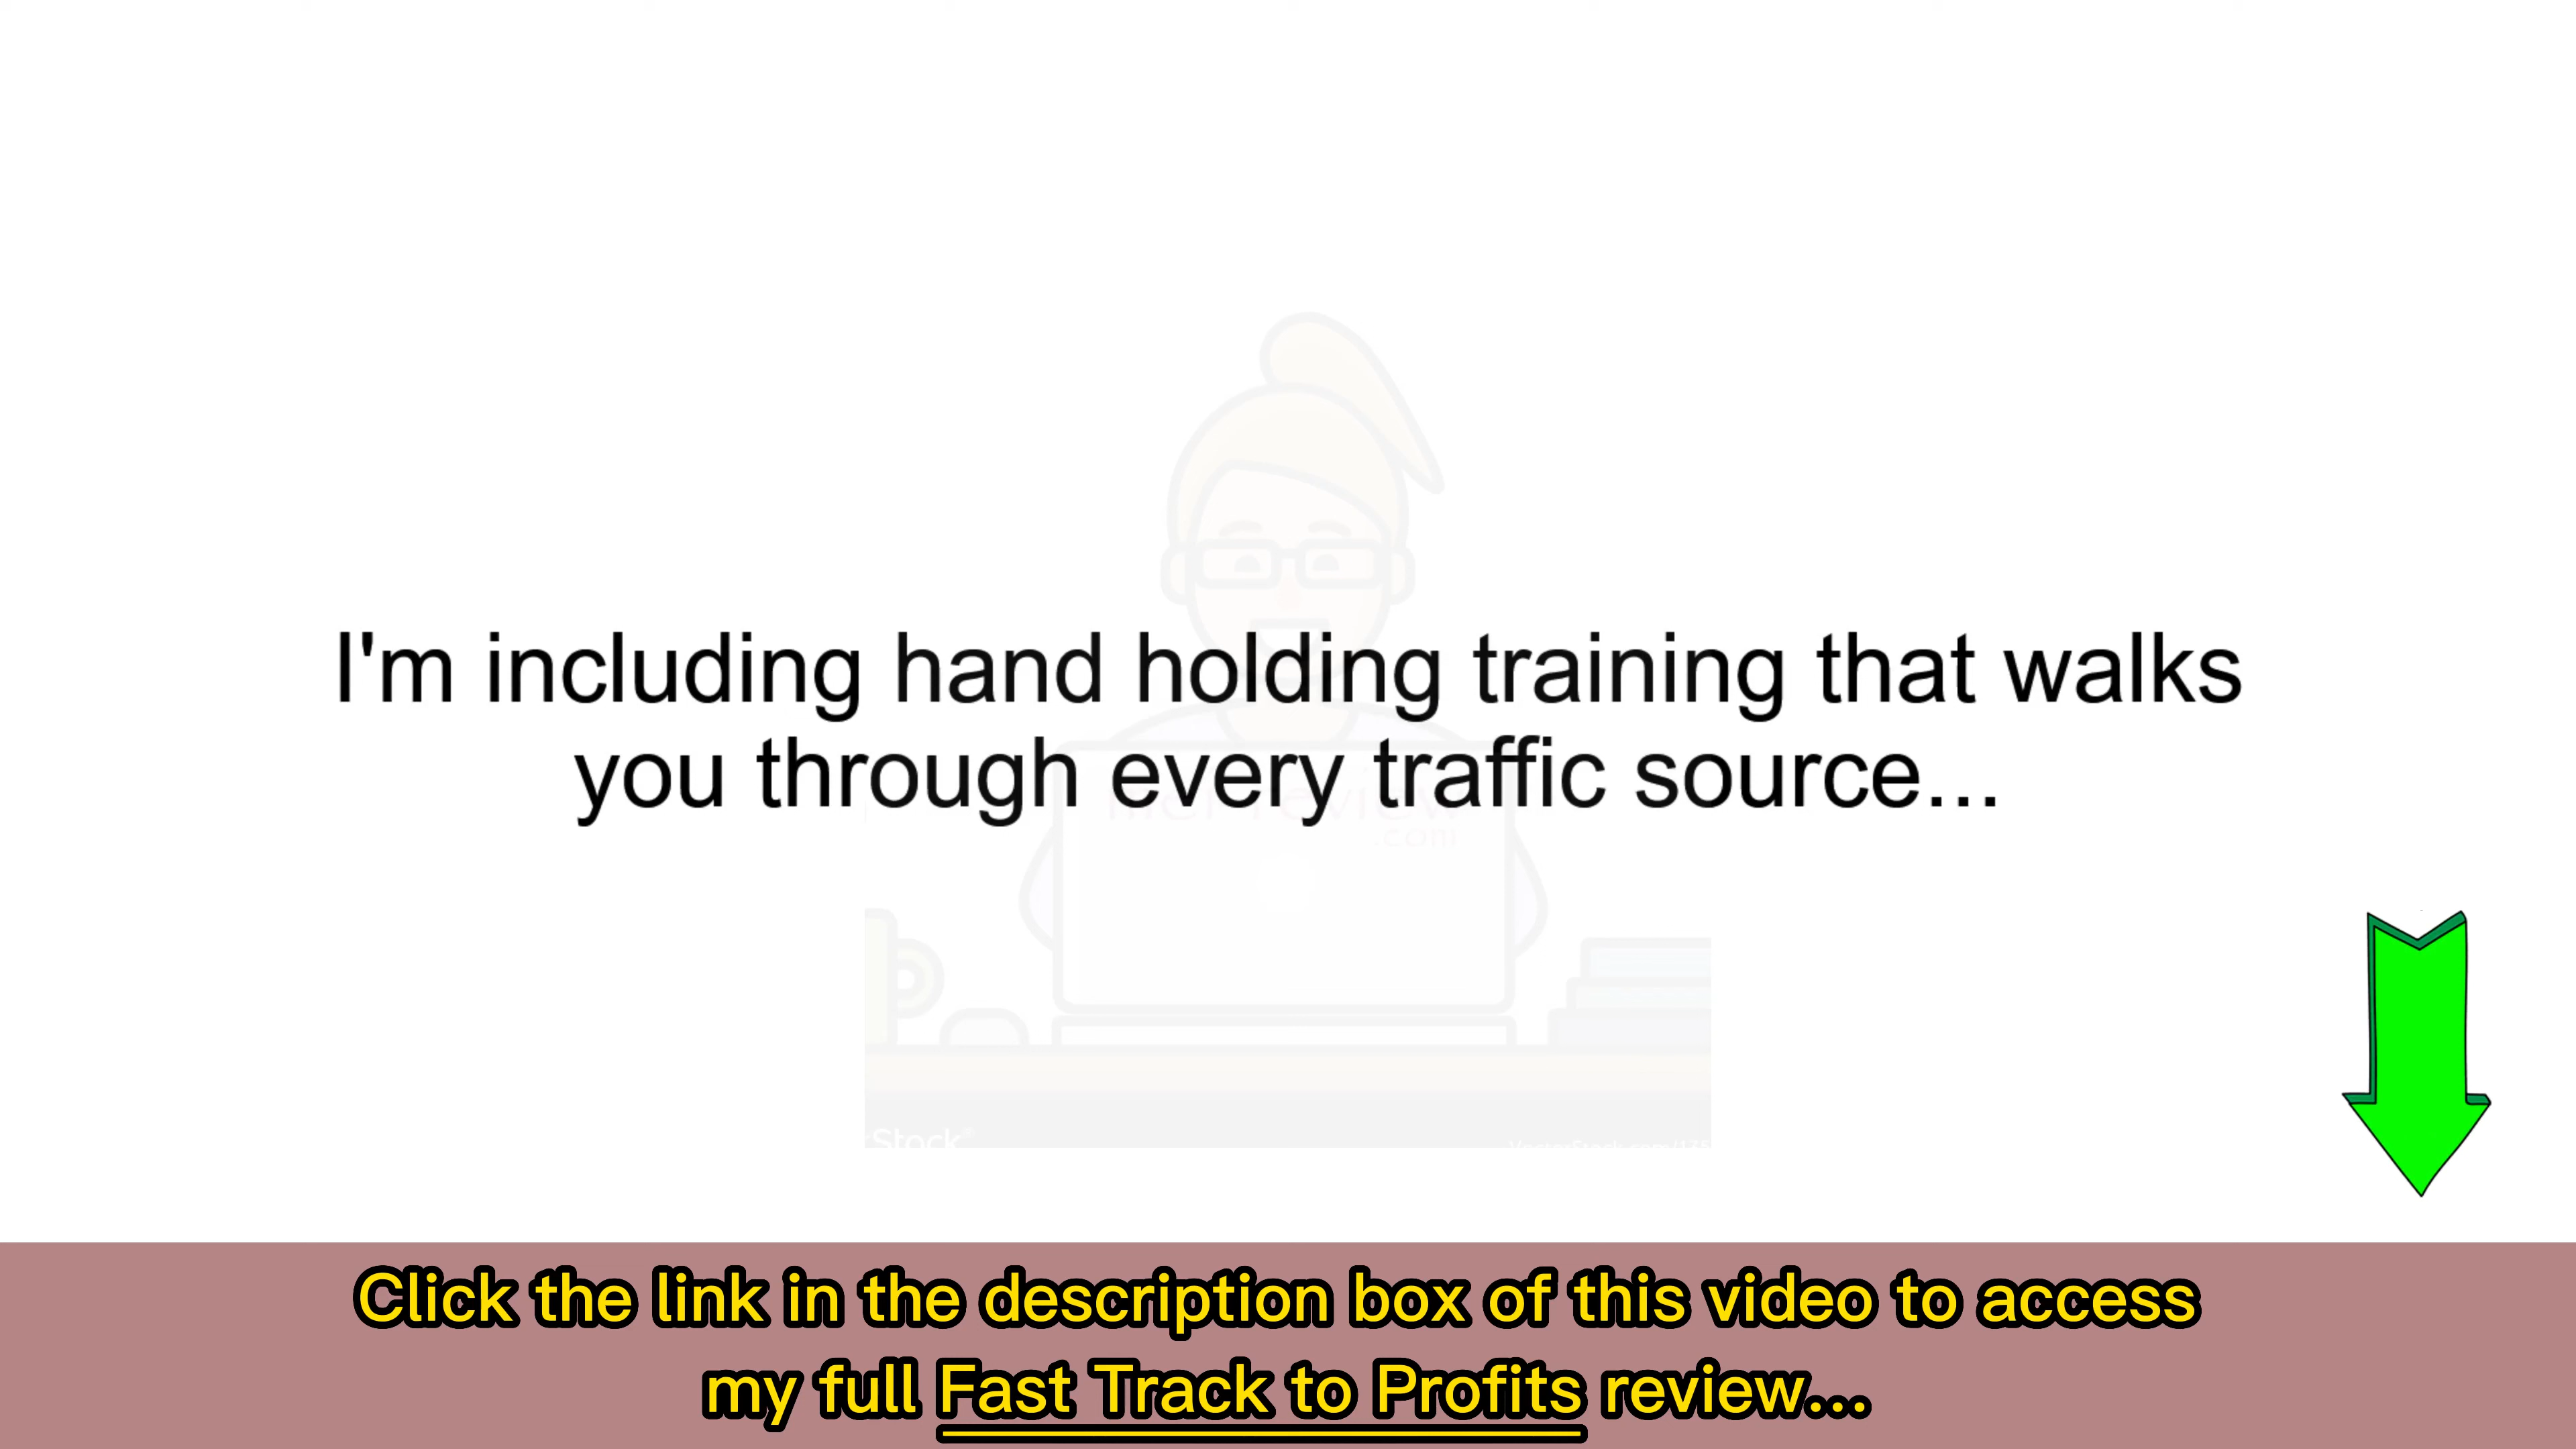 I'm including hand holding training that walks
you through every traffic source...
.com
Click the link in the description box of this video to access
my full Fast Track to Profits review...